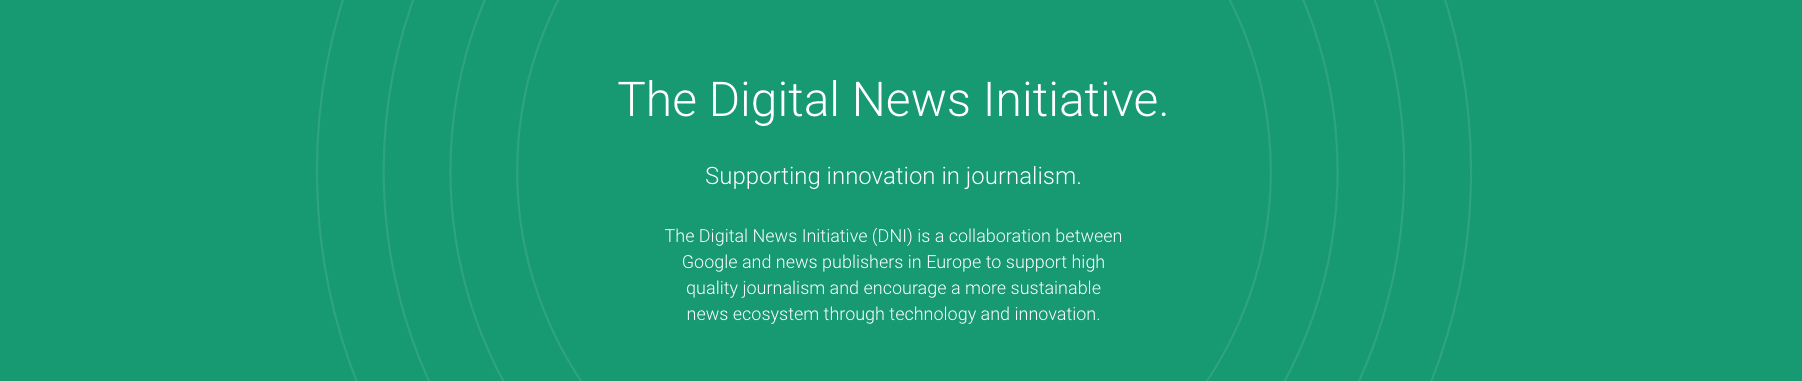 The Digital News Initiative.
Supporting innovation in journalism.
The Digital News Initiative (DNI) is a collaboration between
Google and news publishers in Europe to support high
quality journalism and encourage a more sustainable
news ecosystem through technology and innovation.